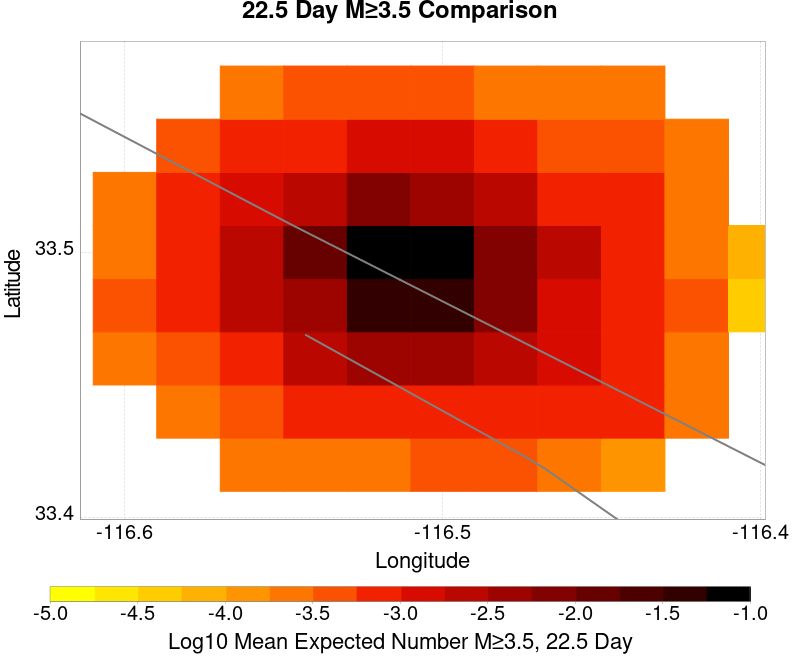 22.5 Day M≥3.5 Comparison
Latitude
33.5
33.4
-116.6 -116.5 -116.4
Longitude
-5.0 -4.5 -4.0 -3.5 -3.0 -2.5 -2.0 -1.5 -1.0
Log10 Mean Expected Number M≥3.5, 22.5 Day